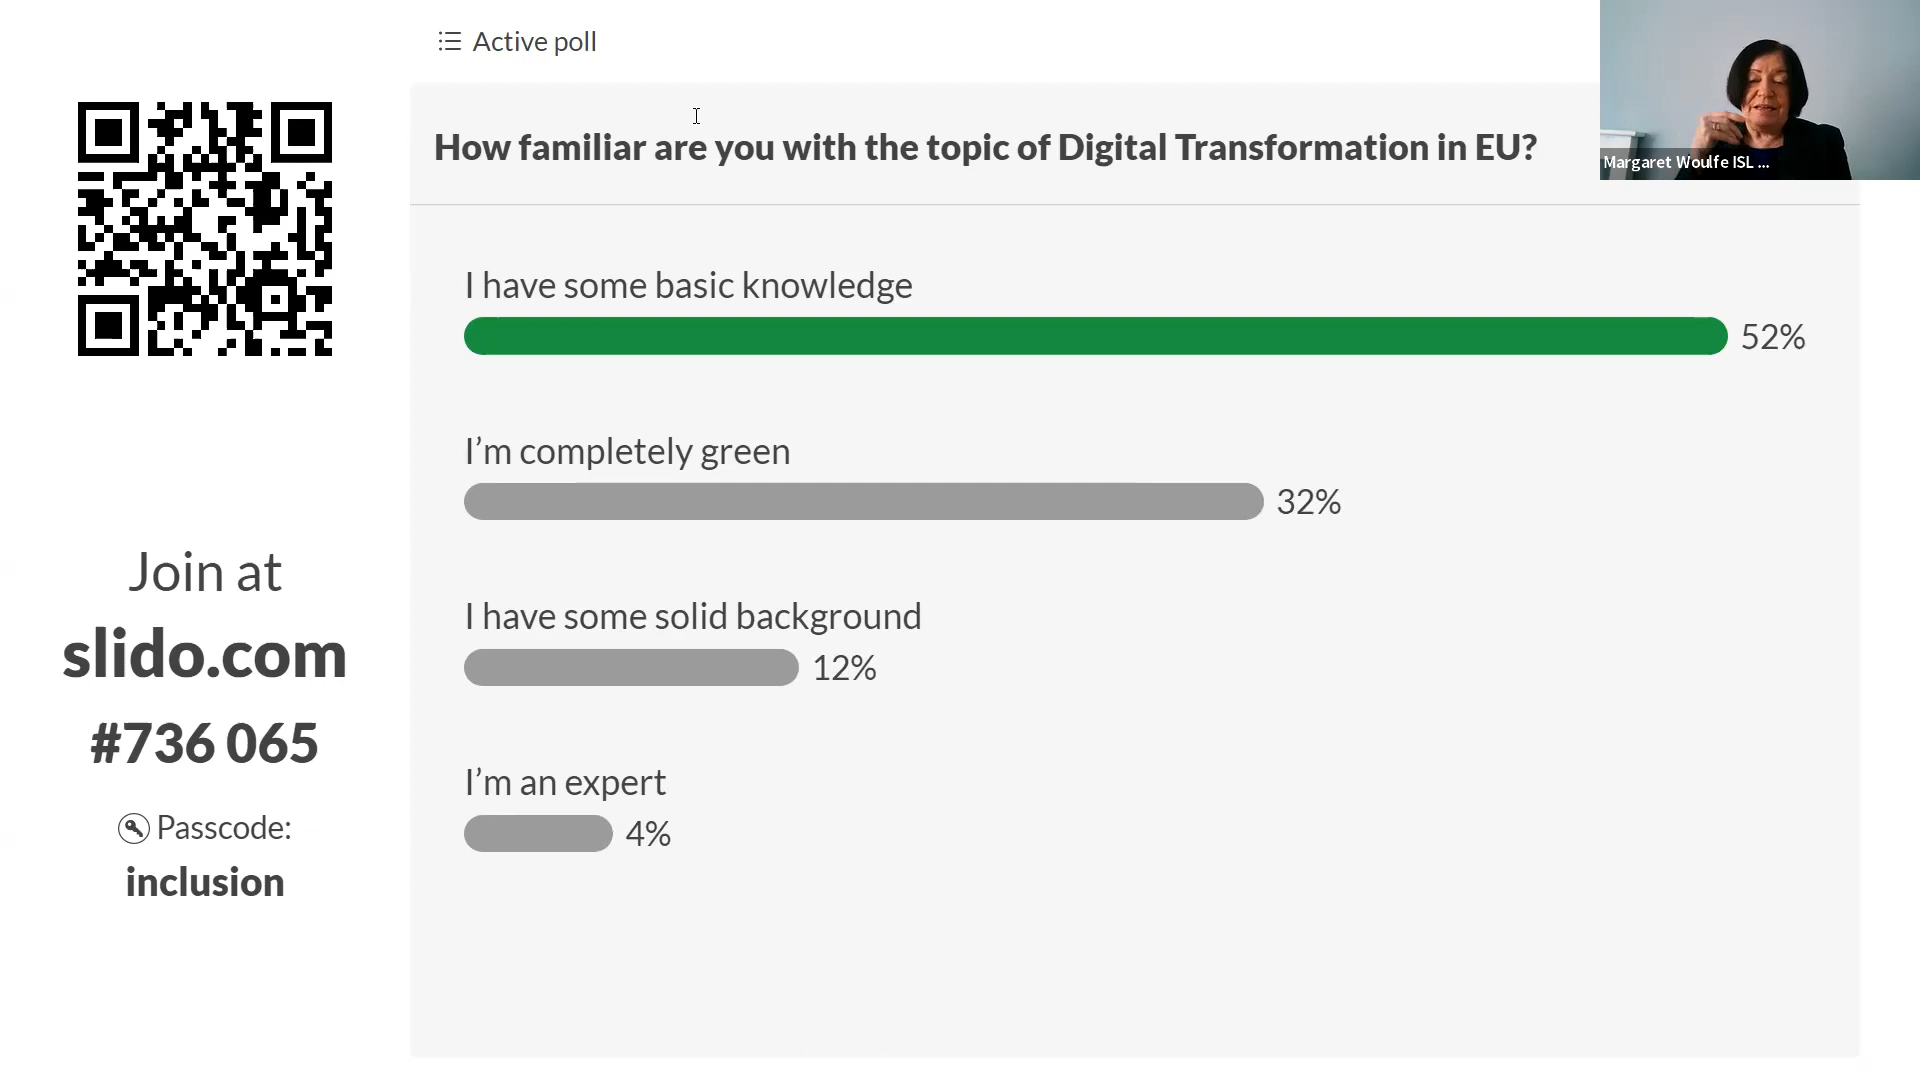 Active poll
How familiar are you with the topic of Digital Transformation in EU?
Margaret Woulfe ISL ...
I have some basic knowledge
52%
I’m completely green
32%
I have some solid background
12%
I’m an expert
4%
Join at
slido.com
#736 065
Passcode:
inclusion